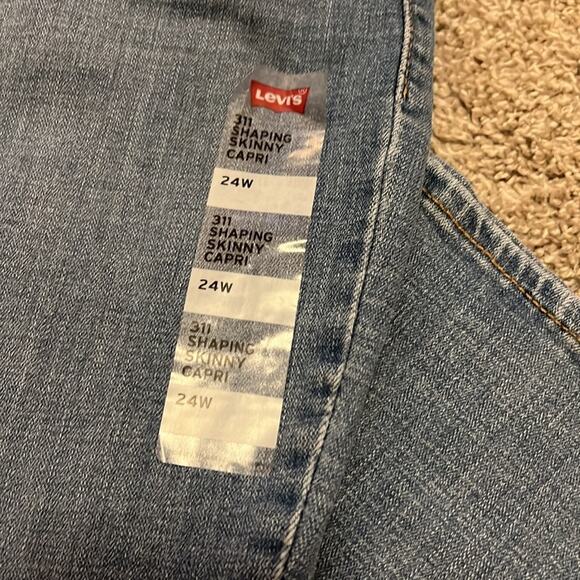 Levi's
311
SHAPING
SKINNY
CAPRI
24W
311
SHAPING
SKINNY
CAPRI
24W
311
SHAPING
SKINNY
CAPRI
24W